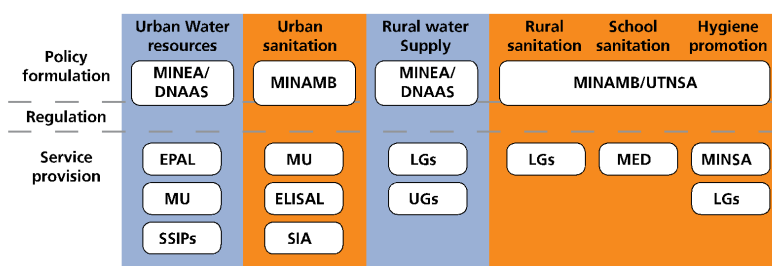 Urban Water
resources
Urban
sanitation
Rural water
Supply
Rural
sanitation
School
sanitation
Hygiene
promotion
Policy
formulation
MINEA/
DNAAS
MINAMB
MINEA/
DNAAS
MINAMB/UTNSA
Regulation
Service
provision
EPAL
MU
LGs
LGs
MED
MINSA
MU
ELISAL
UGs
LGs
SSIPs
SIA